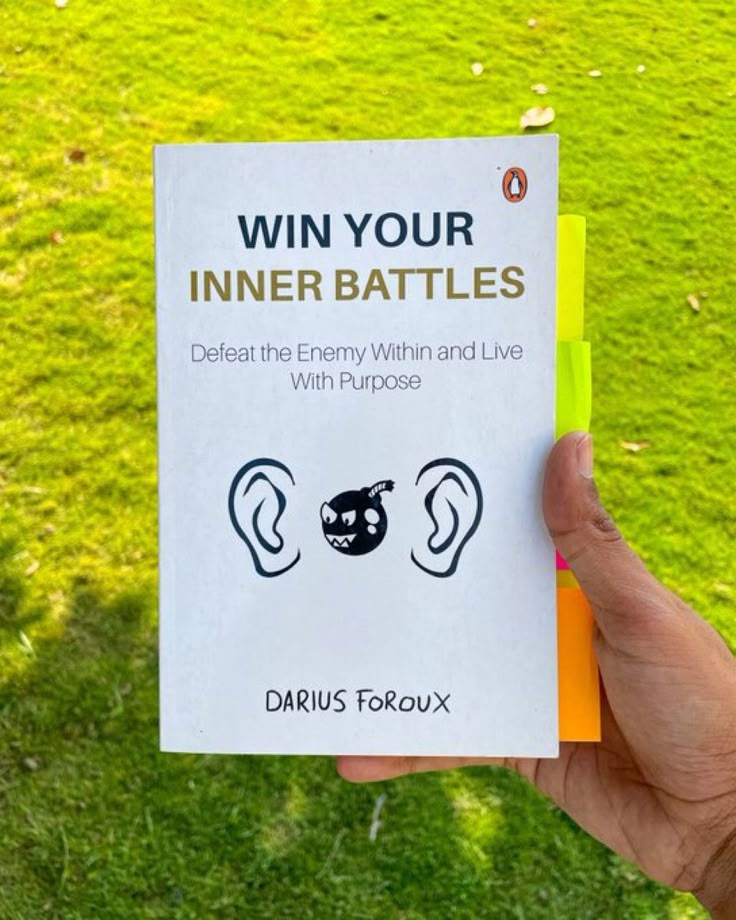 WIN YOUR
INNER BATTLES
Defeat the Enemy Within and Live
With Purpose
DARIUS FOROUX